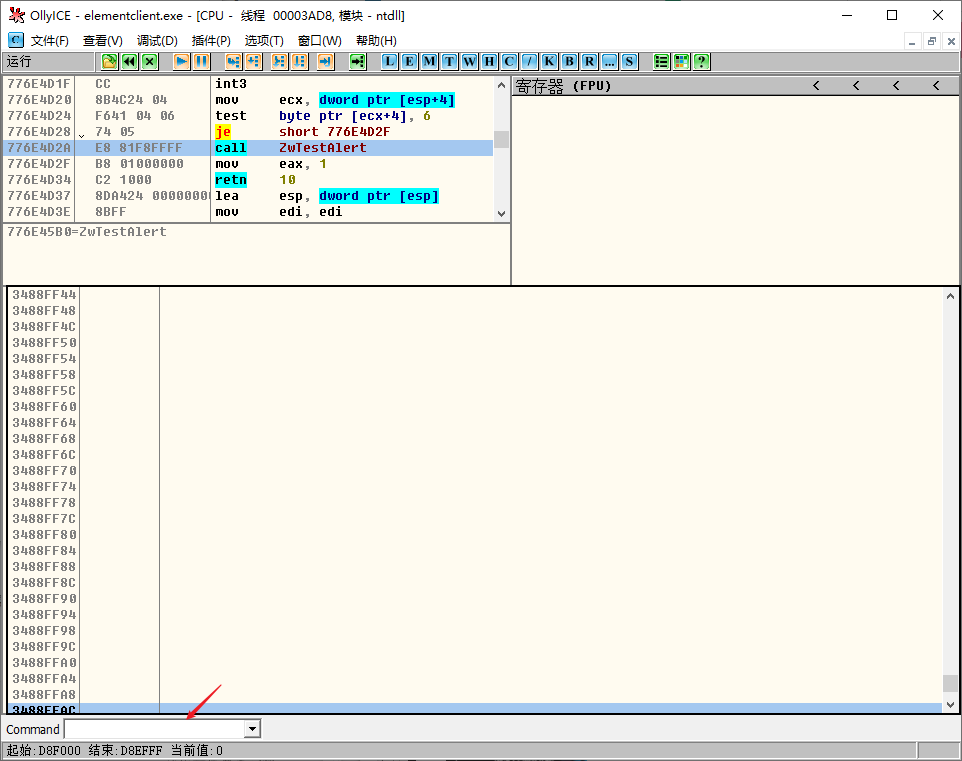 OllyICE - elementclient.exe - [CPU - 线程 00003AD8, 模块 - ntdll]
C 文件(F) 查看(V) 调试(D) 插件(P) 选项(T) 窗口(W) 帮助(H)
运行 L E M T W H C / K B R ... S ?
776E4D1F CC int3
776E4D20 8B4C24 04 mov ecx, dword ptr [esp+4]
776E4D24 F641 04 06 test byte ptr [ecx+4], 6
776E4D28 74 05 je short 776E4D2F
776E4D2A E8 81F8FFFF call ZwTestAlert
776E4D2F B8 01000000 mov eax, 1
776E4D34 C2 1000 retn 10
776E4D37 8DA424 0000000 lea esp, dword ptr [esp]
776E4D3E 8BFF mov edi, edi
776E45B0=ZwTestAlert
寄存器 (FPU) < < < <
3488FF44
3488FF48
3488FF4C
3488FF50
3488FF54
3488FF58
3488FF5C
3488FF60
3488FF64
3488FF68
3488FF6C
3488FF70
3488FF74
3488FF78
3488FF7C
3488FF80
3488FF84
3488FF88
3488FF8C
3488FF90
3488FF94
3488FF98
3488FF9C
3488FFA0
3488FFA4
3488FFA8
3488FFAC
Command
起始:D8F000 结束:D8EFFF 当前值:0